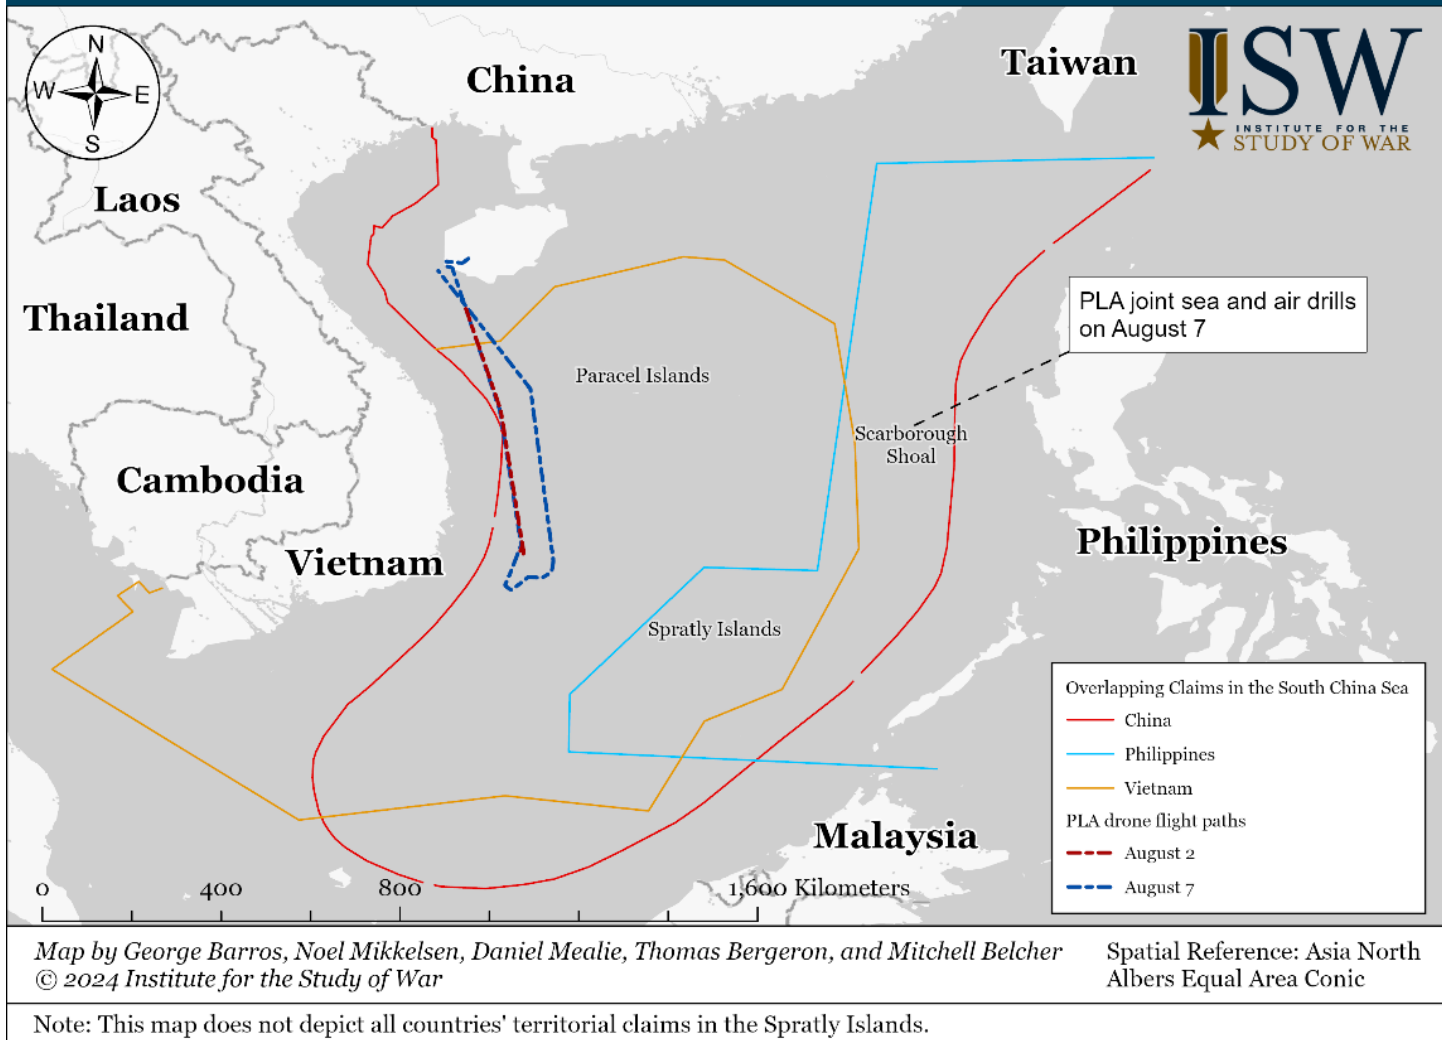 N
W
E
S
China
Taiwan
ISW
INSTITUTE FOR THE
STUDY OF WAR
Laos
Thailand
PLA joint sea and air drills
on August 7
Paracel Islands
Scarborough
Shoal
Cambodia
Vietnam
Philippines
Spratly Islands
Overlapping Claims in the South China Sea
China
Philippines
Vietnam
PLA drone flight paths
August 2
August 7
Malaysia
0 400 800 1,600 Kilometers
Map by George Barros, Noel Mikkelsen, Daniel Mealie, Thomas Bergeron, and Mitchell Belcher
© 2024 Institute for the Study of War
Spatial Reference: Asia North
Albers Equal Area Conic
Note: This map does not depict all countries' territorial claims in the Spratly Islands.